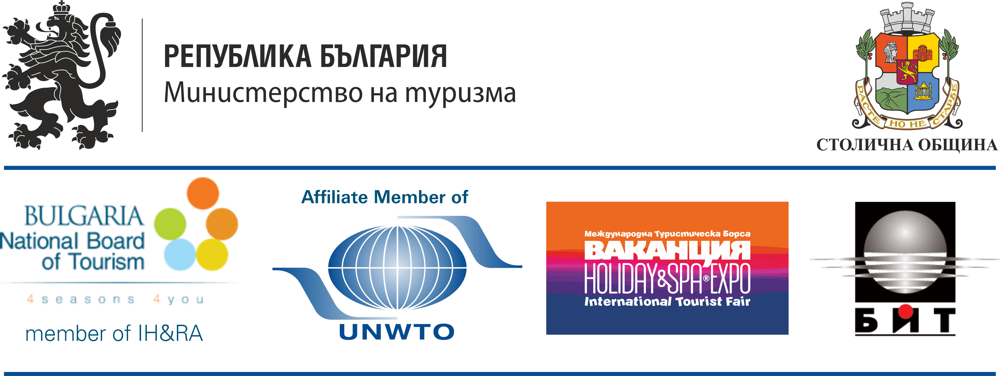 РЕПУБЛИКА БЪЛГАРИЯ
Министерство на туризма
РАСТЕ НО НЕ СТАРѢЕ
СТОЛИЧНА ОБЩИНА
BULGARIA
National Board
of Tourism
4 seasons 4 you
member of IH&RA
Affiliate Member of
UNWTO
Международна Туристическа Борса
ВАКАНЦИЯ
HOLIDAY&SPA®EXPO
International Tourist Fair
БИТ